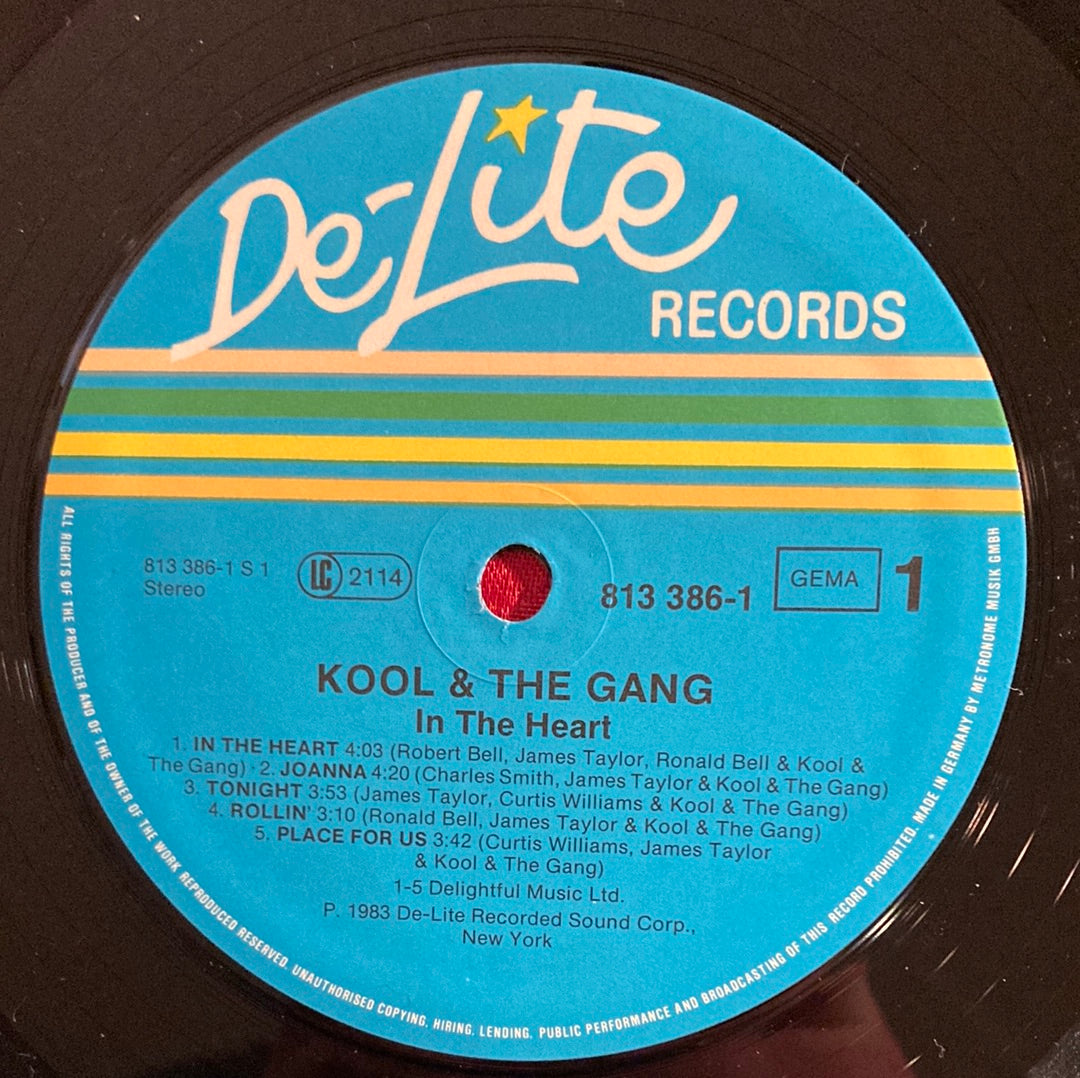 De-Lite
RECORDS
813 386-1 S 1
Stereo
LC 2114
813 386-1
GEMA
1
KOOL & THE GANG
In The Heart
1. IN THE HEART 4:03 (Robert Bell, James Taylor, Ronald Bell & Kool &
The Gang) · 2. JOANNA 4:20 (Charles Smith, James Taylor & Kool & The Gang)
3. TONIGHT 3:53 (James Taylor, Curtis Williams & Kool & The Gang)
4. ROLLIN' 3:10 (Ronald Bell, James Taylor & Kool & The Gang)
5. PLACE FOR US 3:42 (Curtis Williams, James Taylor
& Kool & The Gang)
1-5 Delightful Music Ltd.
P. 1983 De-Lite Recorded Sound Corp.,
New York
ALL RIGHTS OF THE PRODUCER AND OF THE OWNER OF THE WORK REPRODUCED RESERVED. UNAUTHORISED COPYING, HIRING, LENDING, PUBLIC PERFORMANCE AND BROADCASTING OF THIS RECORD PROHIBITED. MADE IN GERMANY BY METRONOME MUSIK GMBH